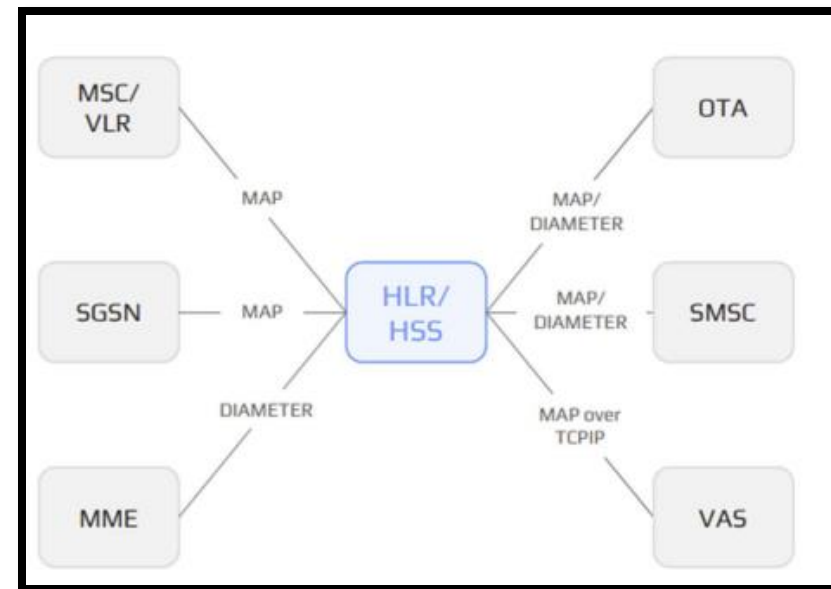 MSC/
VLR
OTA
MAP
MAP/
DIAMETER
SGSN
MAP
HLR/
HSS
MAP/
DIAMETER
SMSC
DIAMETER
MAP over
TCPIP
MME
VAS